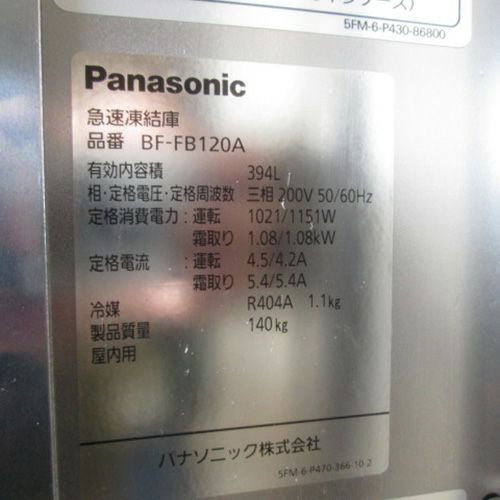 5FM-6-P430-86800
Panasonic
急速凍結庫
品番 BF-FB120A
有効内容積 394L
相・定格電圧・定格周波数 三相 200V 50/60Hz
定格消費電力：運転 1021/1151W
霜取り 1.08/1.08kW
定格電流 ：運転 4.5/4.2A
霜取り 5.4/5.4A
冷媒 R404A 1.1kg
製品質量 140kg
屋内用
パナソニック株式会社
5FM-6-P470-366-10-2